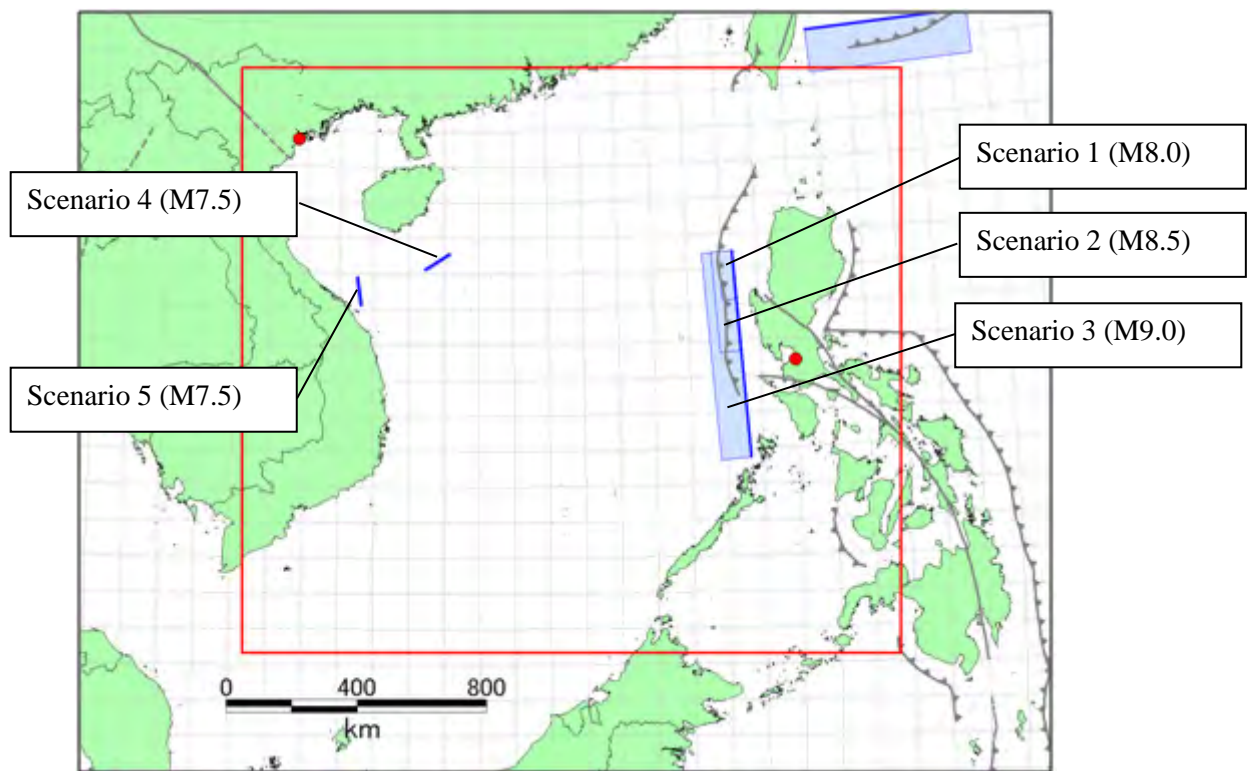 Scenario 1 (M8.0)
Scenario 4 (M7.5)
Scenario 2 (M8.5)
Scenario 3 (M9.0)
Scenario 5 (M7.5)
0 400 800
km